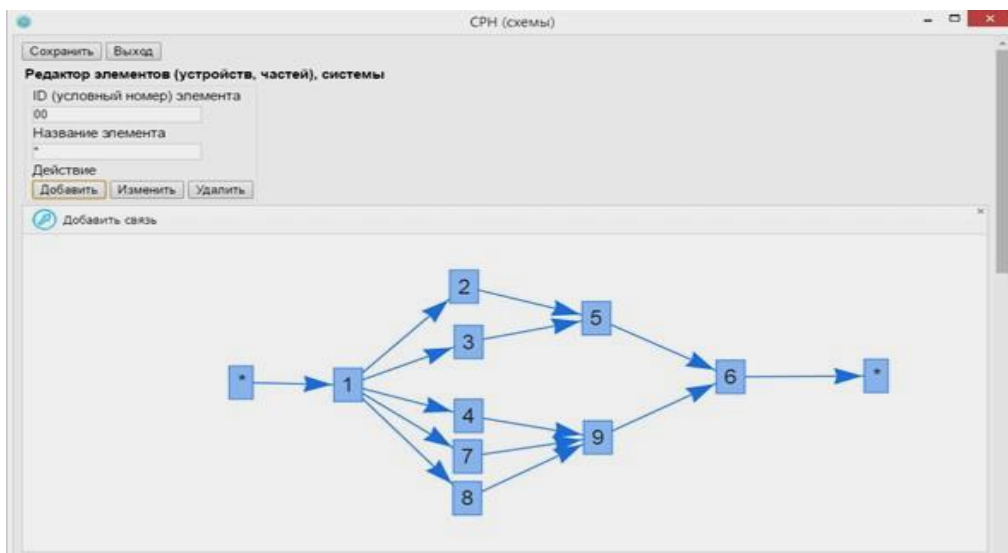 СРН (схемы)
Сохранить Выход
Редактор элементов (устройств, частей), системы
ID (условный номер) элемента
00
Название элемента
*
Действие
Добавить Изменить Удалить
Добавить связь
2
5
3
* 1 6 *
4
9
7
8